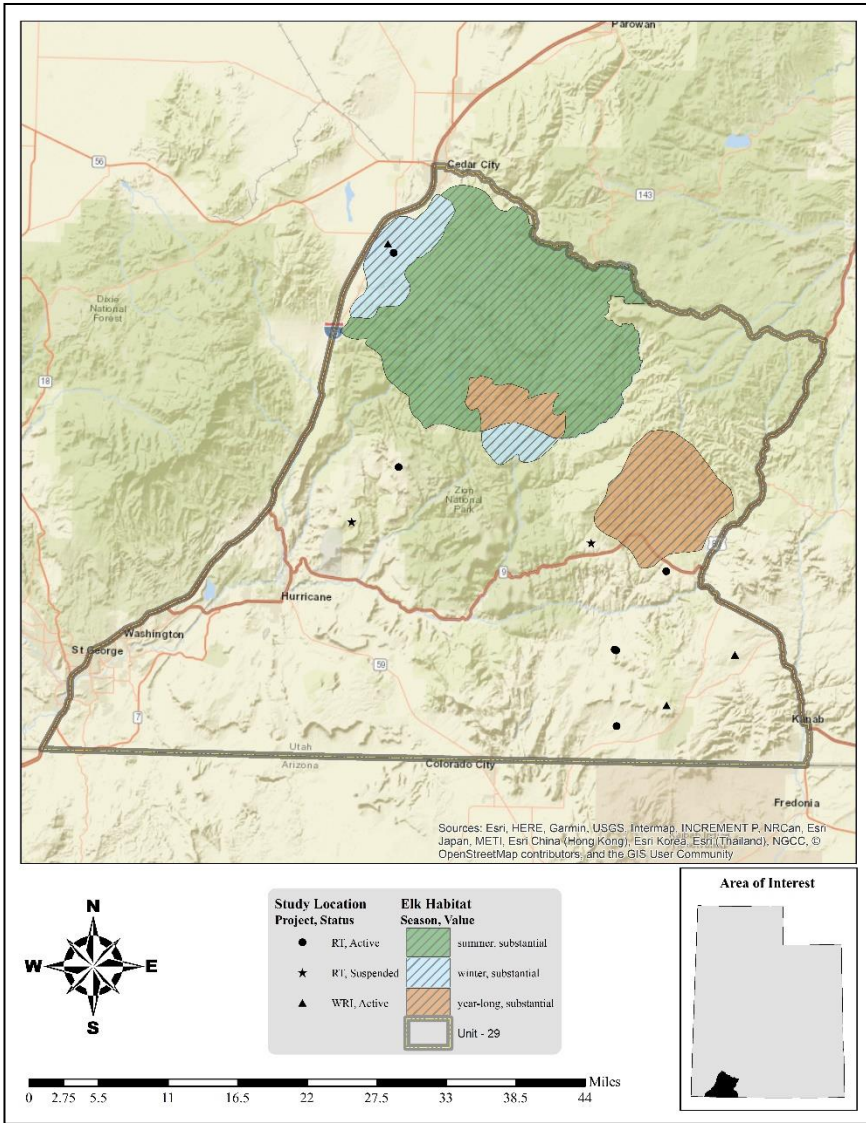 Parowan
56
Cedar City
143
Dixie
National
Forest
18
Zion
National
Park
9
Hurricane
Washington
St George
59
7
Kanab
Utah
Arizona
Colorado City
Fredonia
Sources: Esri, HERE, Garmin, USGS, Intermap, INCREMENT P, NRCan, Esri
Japan, METI, Esri China (Hong Kong), Esri Korea, Esri (Thailand), NGCC, ©
OpenStreetMap contributors, and the GIS User Community
N
W E
S
Study Location
Project, Status
RT, Active
RT, Suspended
WRI, Active
Elk Habitat
Season, Value
summer, substantial
winter, substantial
year-long, substantial
Unit - 29
Area of Interest
Miles
0 2.75 5.5 11 16.5 22 27.5 33 38.5 44